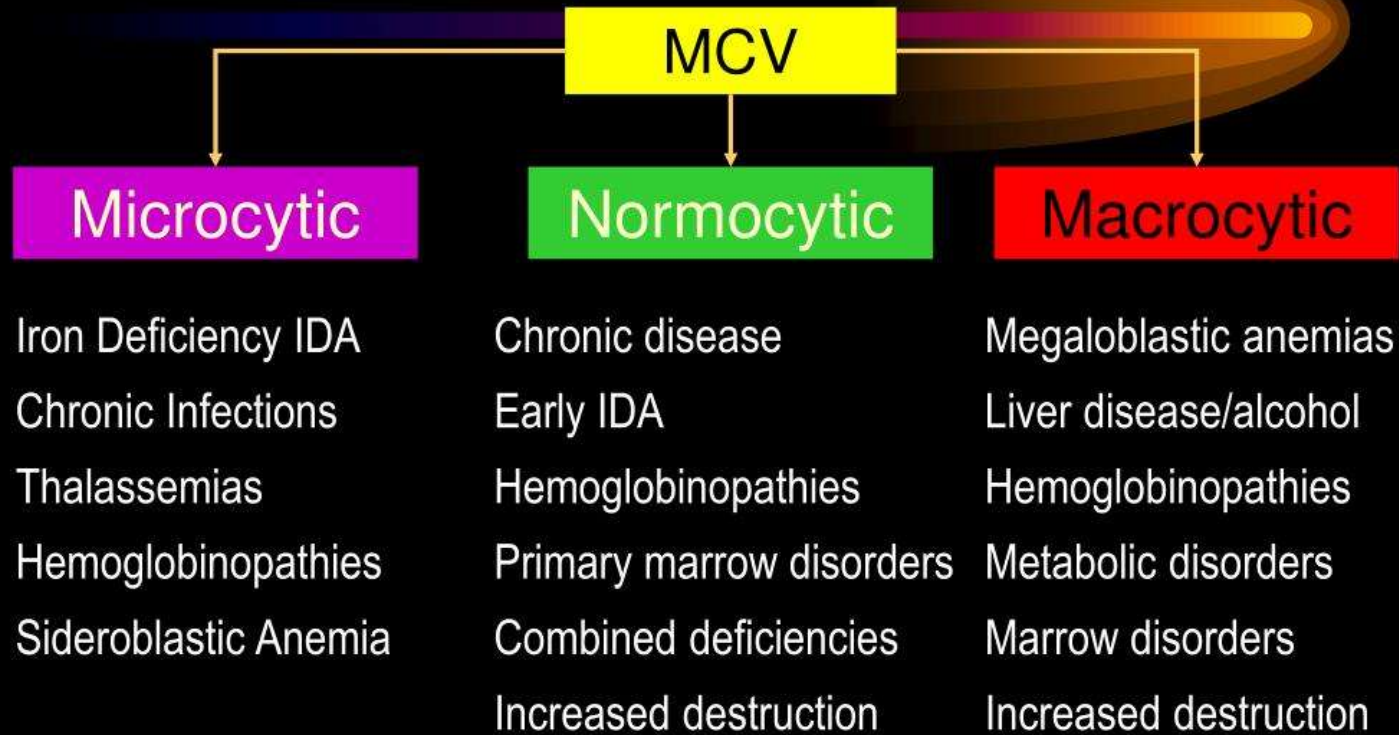 MCV
Microcytic
Normocytic
Macrocytic
Iron Deficiency IDA
Chronic Infections
Thalassemias
Hemoglobinopathies
Sideroblastic Anemia
Chronic disease
Early IDA
Hemoglobinopathies
Primary marrow disorders
Combined deficiencies
Increased destruction
Megaloblastic anemias
Liver disease/alcohol
Hemoglobinopathies
Metabolic disorders
Marrow disorders
Increased destruction